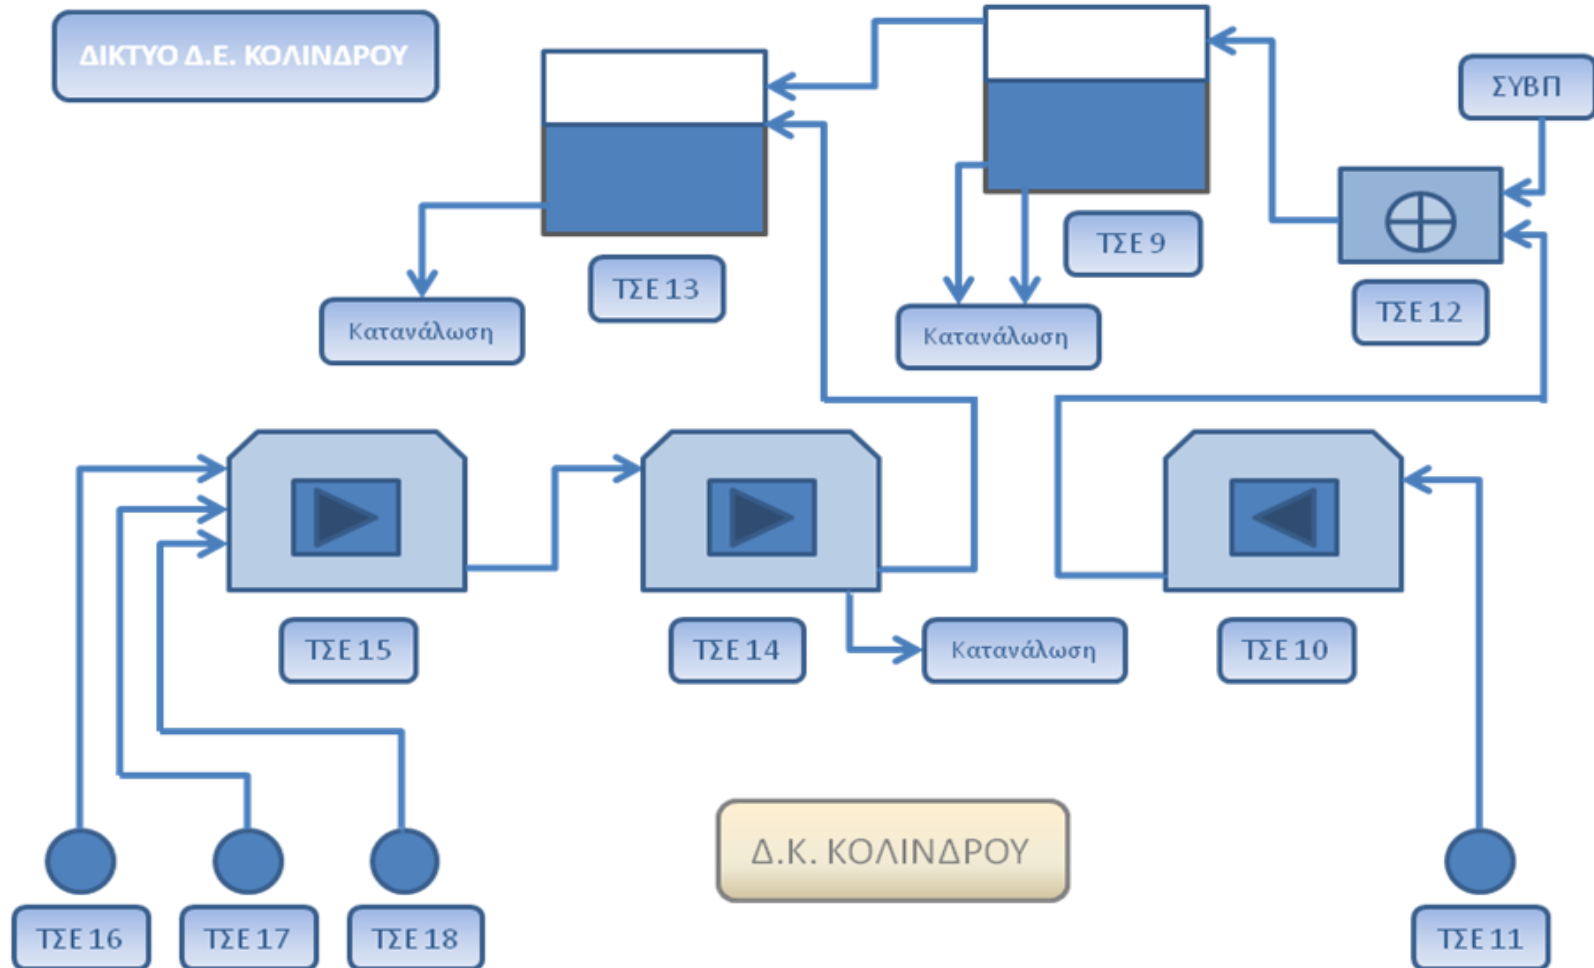 ΔΙΚΤΥΟ Δ.Ε. ΚΟΛΙΝΔΡΟΥ
ΣΥΒΠ
ΤΣΕ 9
ΤΣΕ 13
ΤΣΕ 12
Κατανάλωση
Κατανάλωση
ΤΣΕ 15
ΤΣΕ 14
Κατανάλωση
ΤΣΕ 10
Δ.Κ. ΚΟΛΙΝΔΡΟΥ
ΤΣΕ 16
ΤΣΕ 17
ΤΣΕ 18
ΤΣΕ 11